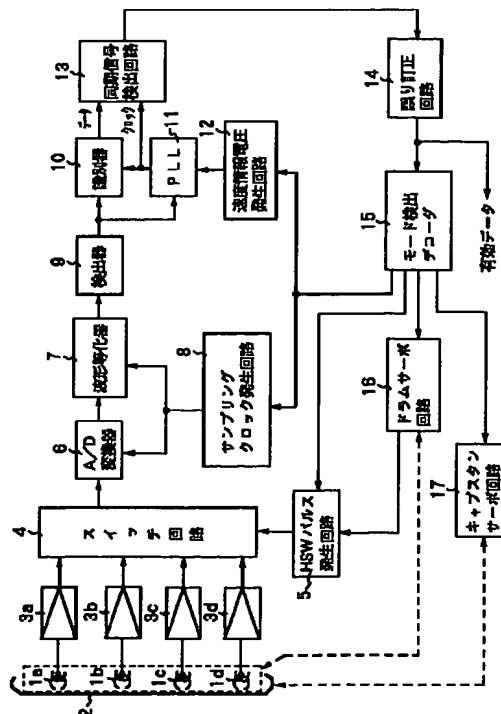 2
1a
1b
1c
1d
3a
3b
3c
3d
4
スイッチ回路
5
HSWパルス
発生回路
6
A/D
変換器
7
波形等化器
8
サンプリング
クロック発生回路
9
検出器
10
識別器
データ
クロック
11
PLL
12
速度情報電圧
発生回路
13
同期信号
検出回路
14
誤り訂正
回路
15
モード検出
デコーダ
有効データ
16
ドラムサーボ
回路
17
キャプスタン
サーボ回路